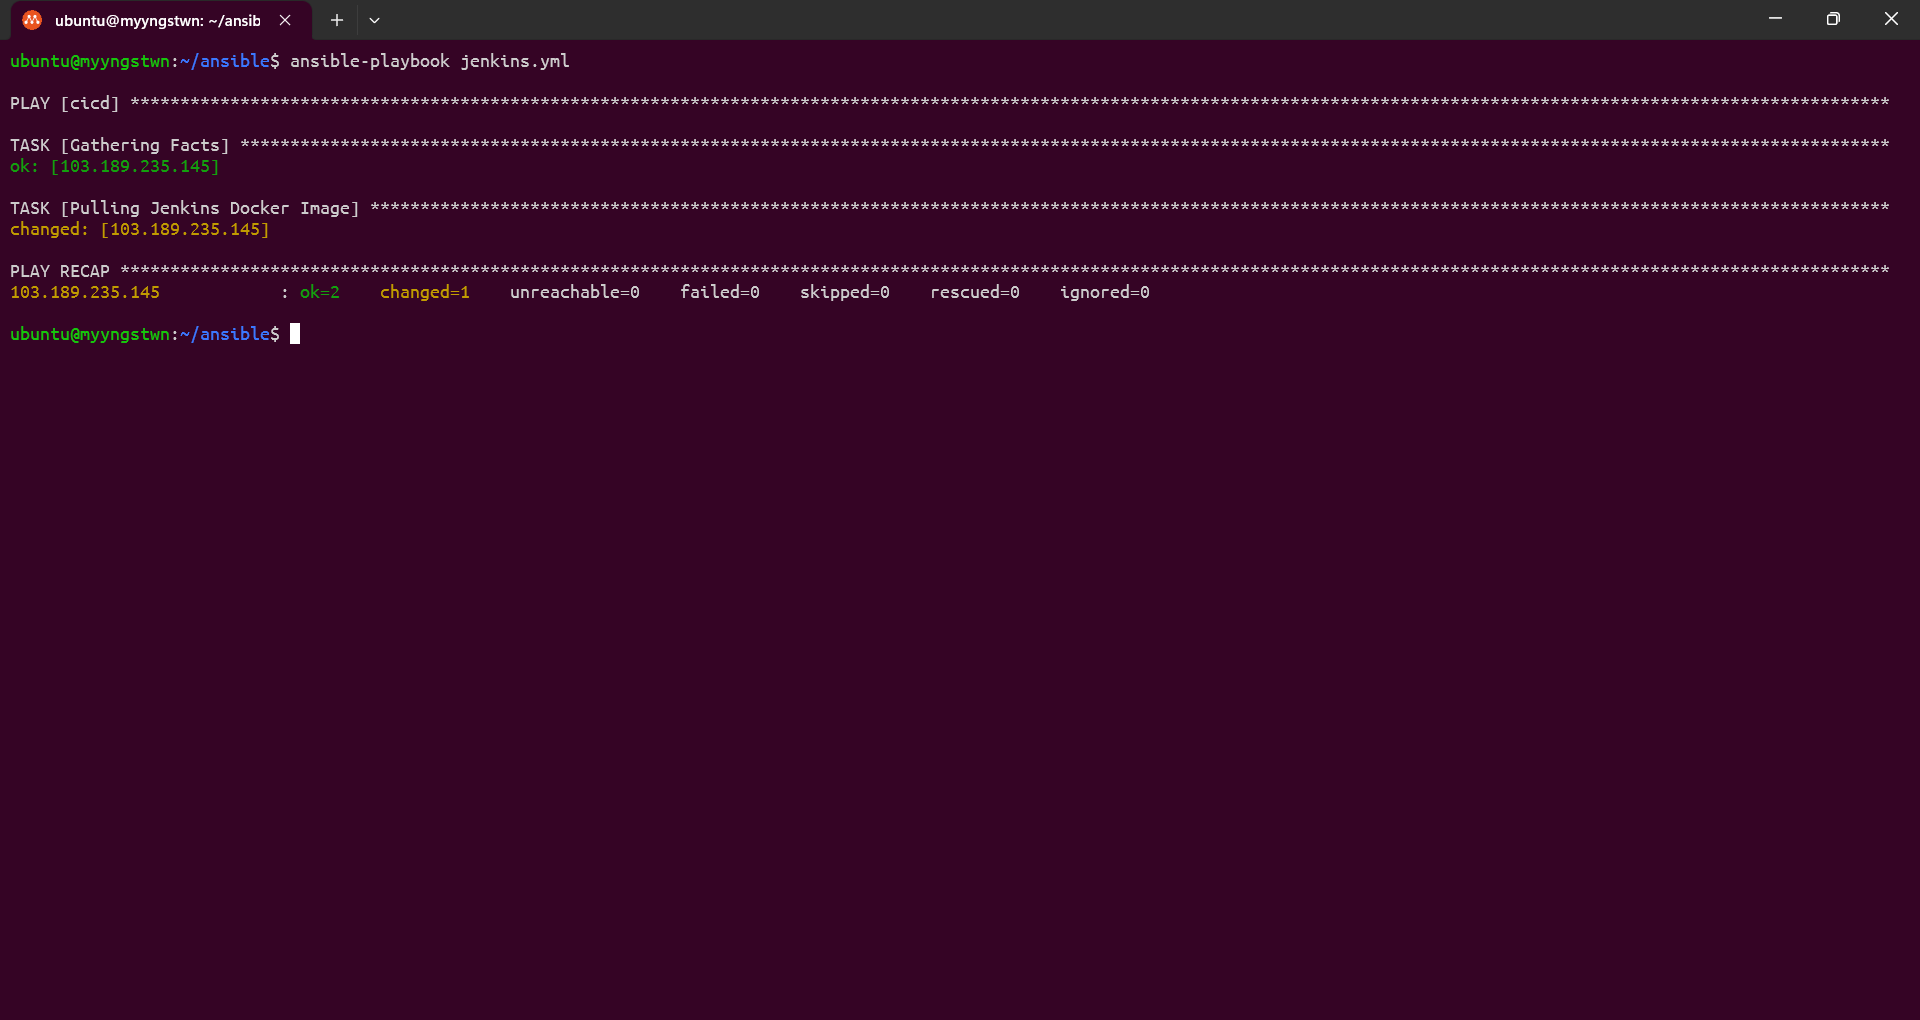 ubuntu@myyngstwn: ~/ansib
ubuntu@myyngstwn:~/ansible$ ansible-playbook jenkins.yml
PLAY [cicd] ********************************************************************************************************************************************************************************
TASK [Gathering Facts] *********************************************************************************************************************************************************************
ok: [103.189.235.145]
TASK [Pulling Jenkins Docker Image] ********************************************************************************************************************************************************
changed: [103.189.235.145]
PLAY RECAP *********************************************************************************************************************************************************************************
103.189.235.145            : ok=2    changed=1    unreachable=0    failed=0    skipped=0    rescued=0    ignored=0
ubuntu@myyngstwn:~/ansible$